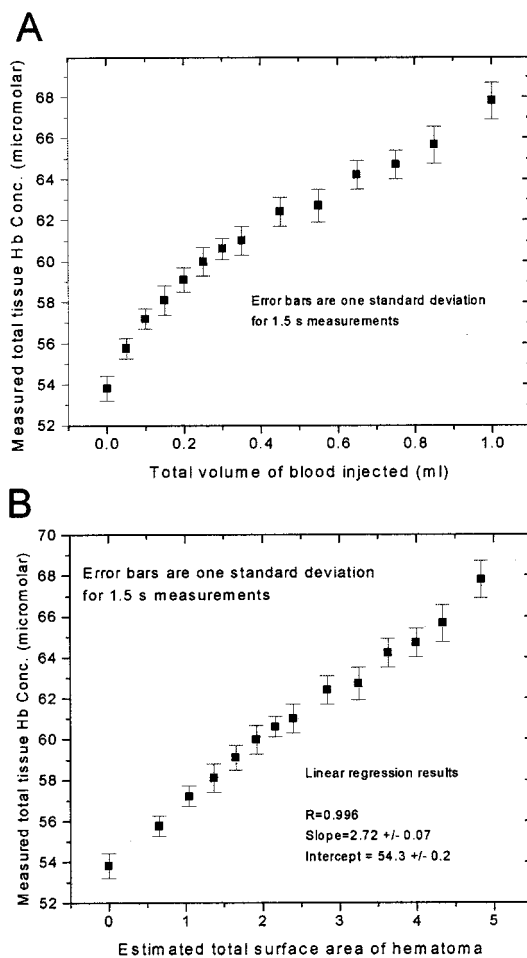 A
Measured total tissue Hb Conc. (micromolar)
68
66
64
62
60
58
56
54
52
Error bars are one standard deviation
for 1.5 s measurements
0.0 0.2 0.4 0.6 0.8 1.0
Total volume of blood injected (ml)
B
Measured total tissue Hb Conc. (micromolar)
70
68
66
64
62
60
58
56
54
52
Error bars are one standard deviation
for 1.5 s measurements
Linear regression results
R=0.996
Slope=2.72 +/- 0.07
Intercept = 54.3 +/- 0.2
0 1 2 3 4 5
Estimated total surface area of hematoma